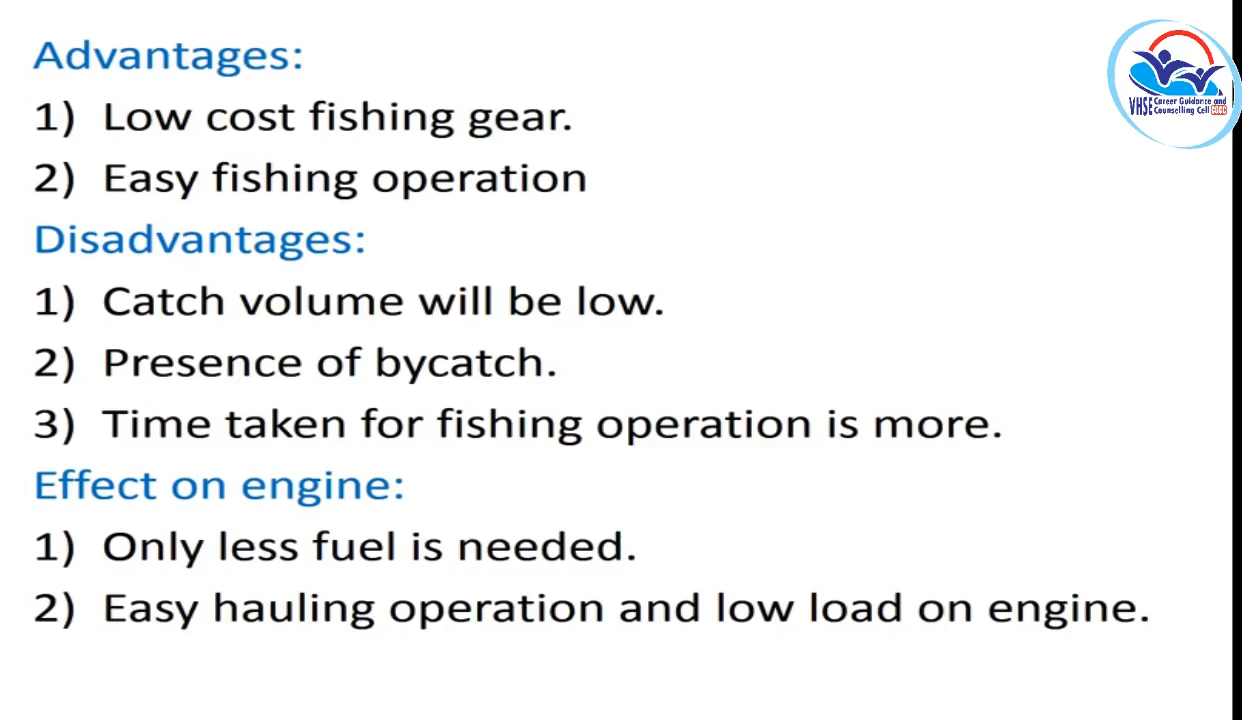 Advantages:
1) Low cost fishing gear.
2) Easy fishing operation
Disadvantages:
1) Catch volume will be low.
2) Presence of bycatch.
3) Time taken for fishing operation is more.
Effect on engine:
1) Only less fuel is needed.
2) Easy hauling operation and low load on engine.
VHSE Career Guidance and
Counselling Cell CGCC